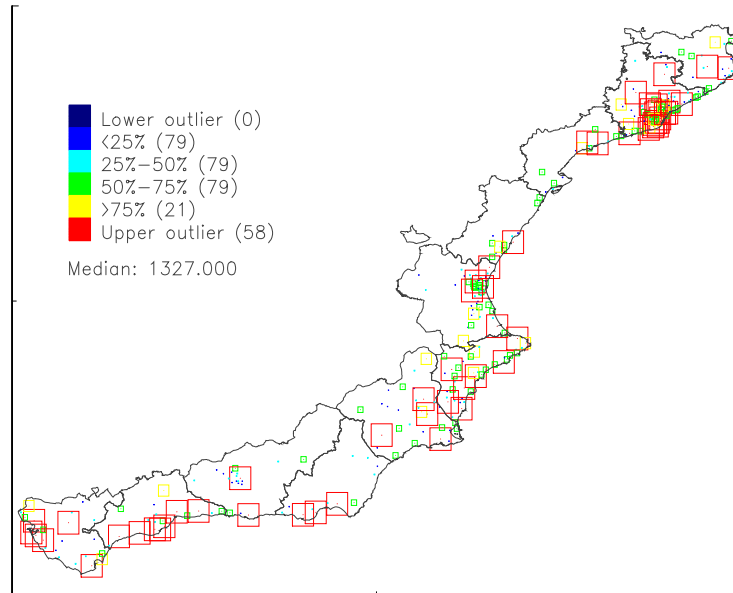 Lower outlier (0)
<25% (79)
25%−50% (79)
50%−75% (79)
>75% (21)
Upper outlier (58)
Median: 1327.000